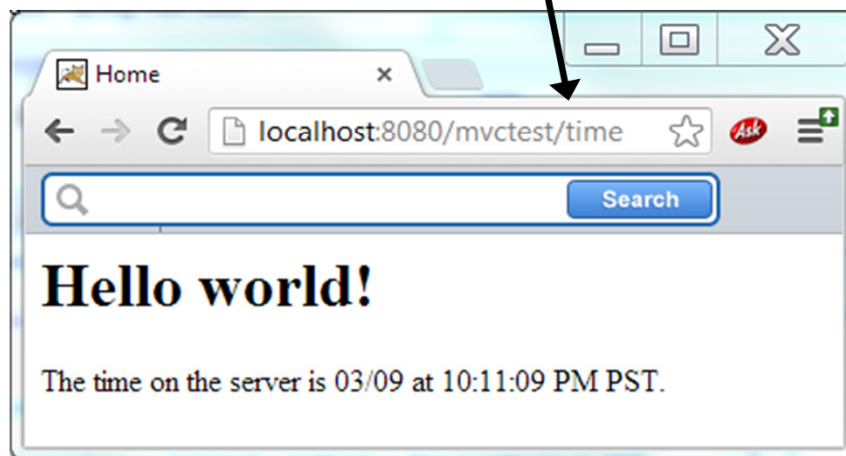 Home
localhost:8080/mvctest/time
Ask
Search
Hello world!
The time on the server is 03/09 at 10:11:09 PM PST.